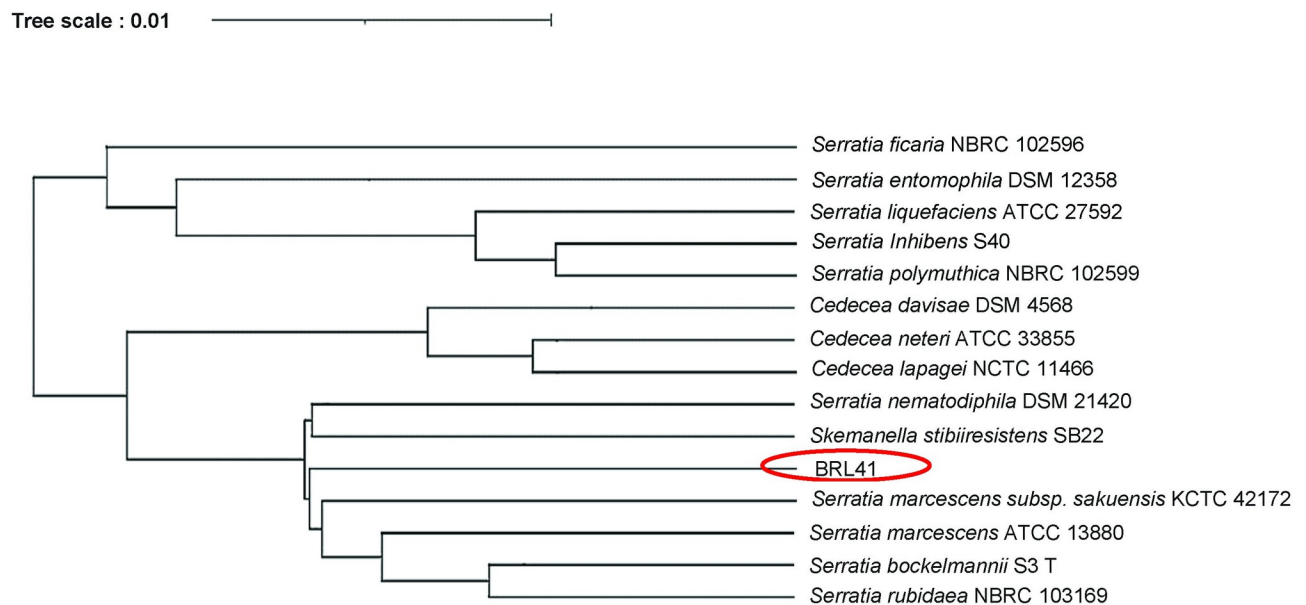 Tree scale : 0.01
Serratia ficaria NBRC 102596
Serratia entomophila DSM 12358
Serratia liquefaciens ATCC 27592
Serratia Inhibens S40
Serratia polymuthica NBRC 102599
Cedecea davisae DSM 4568
Cedecea neteri ATCC 33855
Cedecea lapagei NCTC 11466
Serratia nematodiphila DSM 21420
Skemanella stibiiresistens SB22
BRL41
Serratia marcescens subsp. sakuensis KCTC 42172
Serratia marcescens ATCC 13880
Serratia bockelmannii S3 T
Serratia rubidaea NBRC 103169